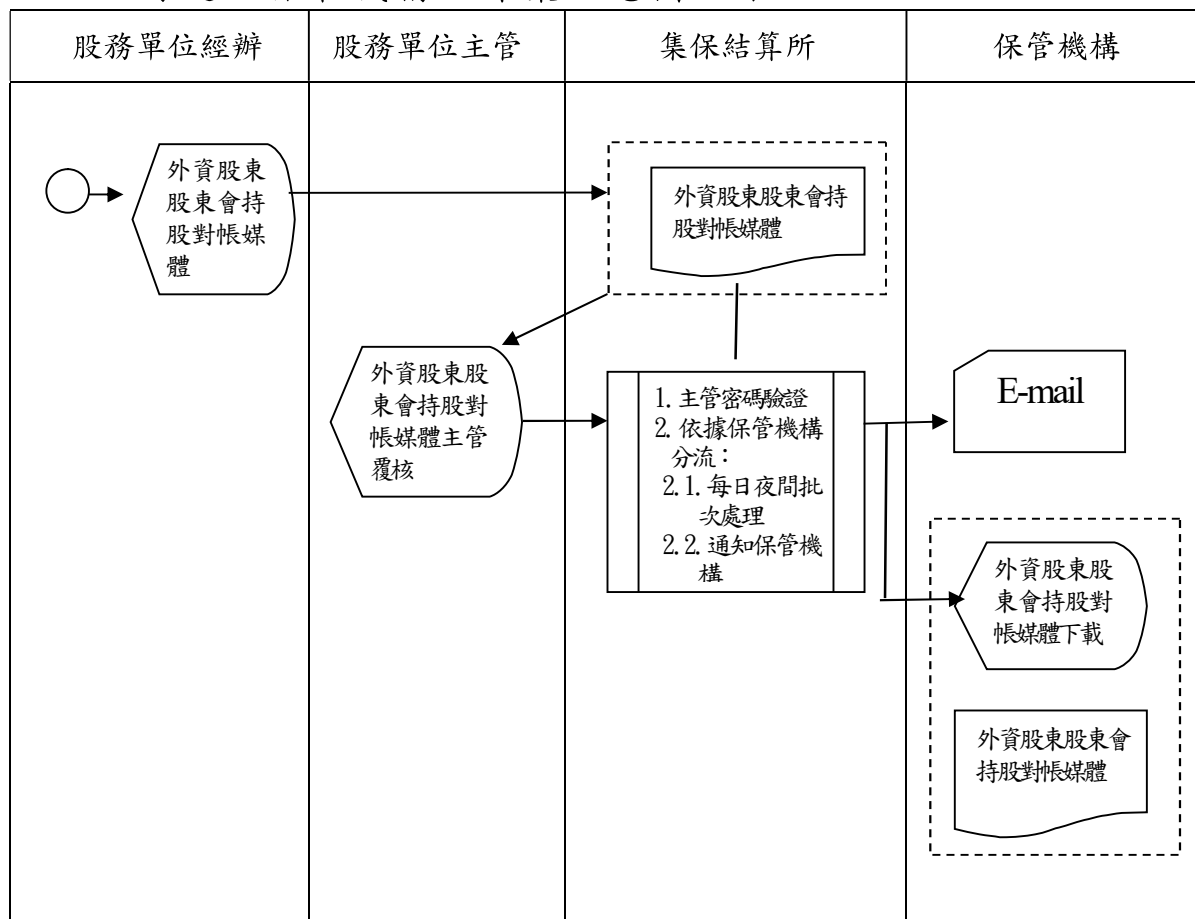 股務單位經辦
股務單位主管
集保結算所
保管機構
外資股東
股東會持
股對帳媒
體
外資股東股東會持
股對帳媒體
外資股東股
東會持股對
帳媒體主管
覆核
1. 主管密碼驗證
2. 依據保管機構
分流：
2.1. 每日夜間批
次處理
2.2. 通知保管機
構
E-mail
外資股東股
東會持股對
帳媒體下載
外資股東股東會
持股對帳媒體